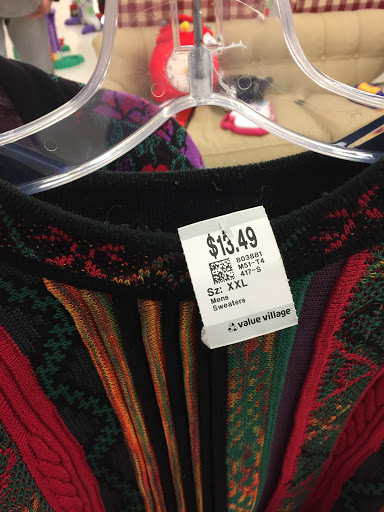 $13.49
803881
M51-T4
417-S
Sz: XXL
Mens
Sweaters
value village